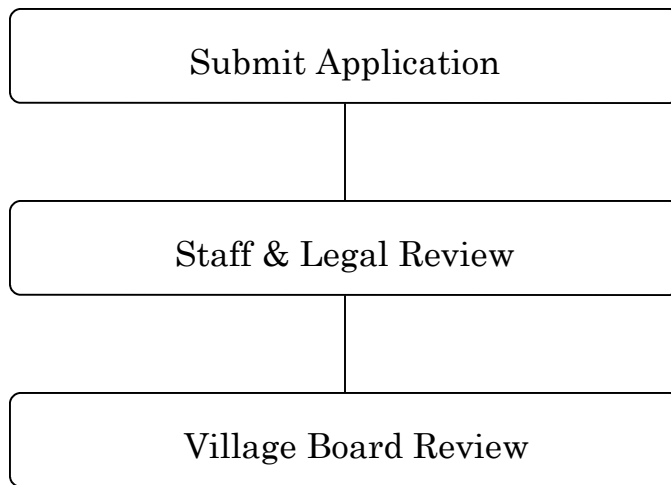 Submit Application
Staff & Legal Review
Village Board Review